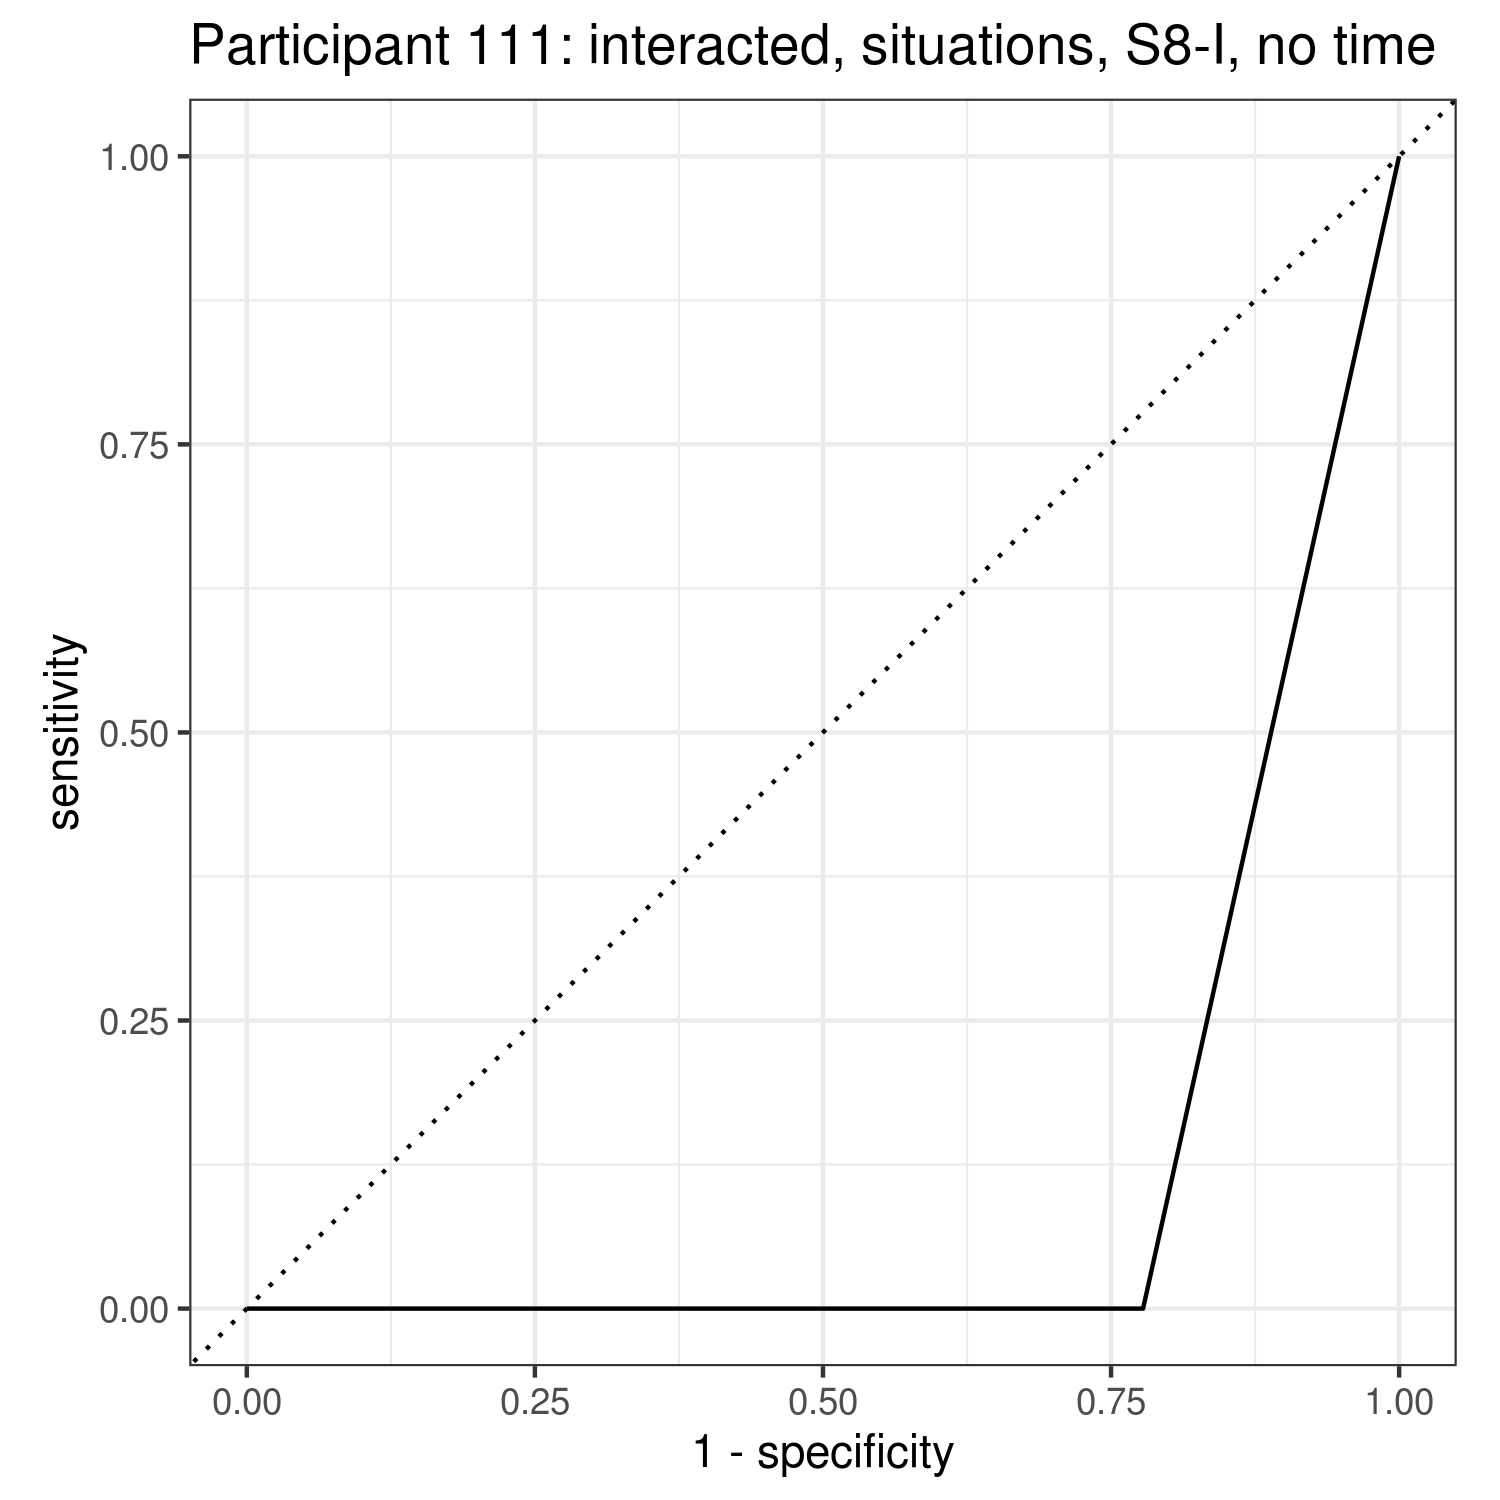 Participant 111: interacted, situations, S8-I, no time
1.00
0.75
0.50
0.25
0.00
sensitivity
0.00 0.25 0.50 0.75 1.00
1 - specificity